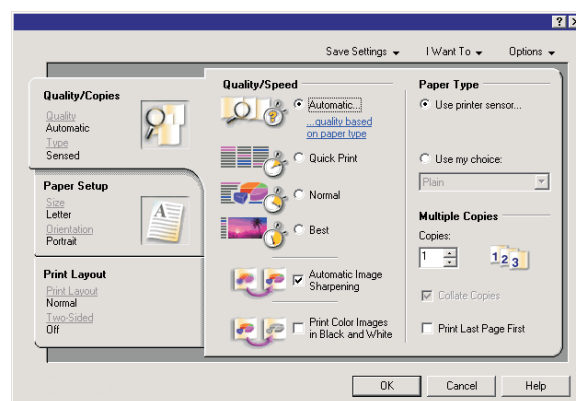 Save Settings
I Want To
Options
Quality/Copies
Quality
Automatic
Type
Sensed
Paper Setup
Size
Letter
Orientation
Portrait
Print Layout
Print Layout
Normal
Two-Sided
Off
Quality/Speed
Automatic...
...quality based
on paper type
Quick Print
Normal
Best
Automatic Image
Sharpening
Print Color Images
in Black and White
Paper Type
Use printer sensor...
Use my choice:
Plain
Multiple Copies
Copies:
1
1 2 3
Collate Copies
Print Last Page First
OK
Cancel
Help